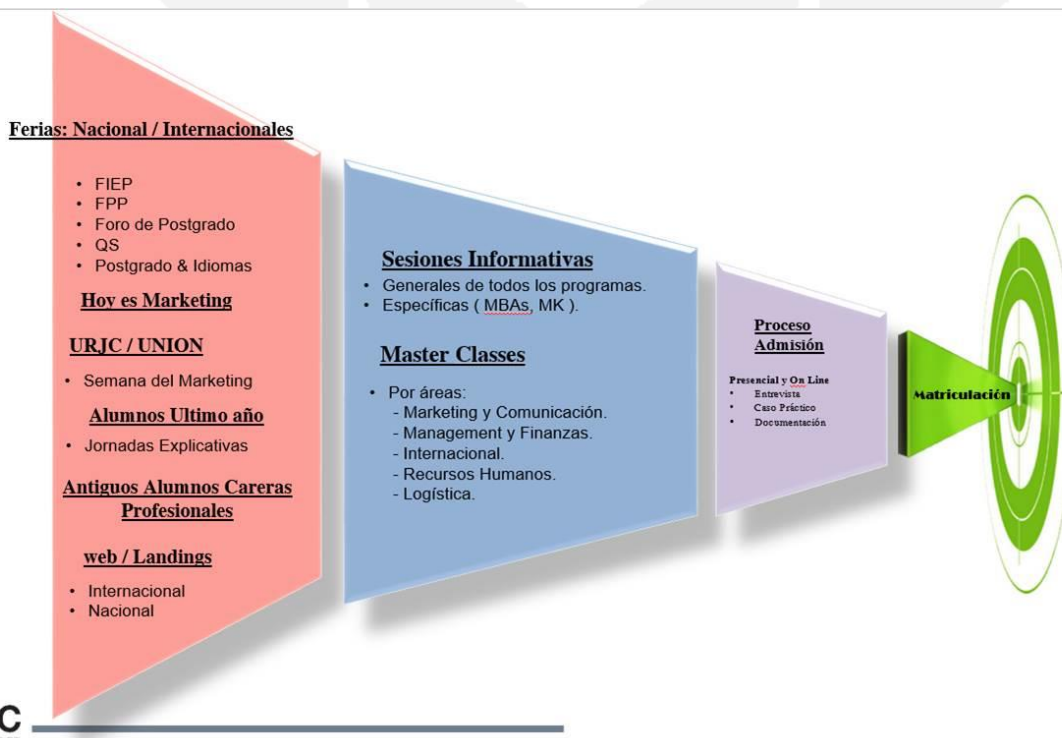 Ferias: Nacional / Internacionales
• FIEP
• FPP
• Foro de Postgrado
• QS
• Postgrado & Idiomas
Hoy es Marketing
URJC / UNION
• Semana del Marketing
Alumnos Ultimo año
• Jornadas Explicativas
Antiguos Alumnos Careras
Profesionales
web / Landings
• Internacional
• Nacional
Sesiones Informativas
• Generales de todos los programas.
• Específicas ( MBAs, MK ).
Master Classes
• Por áreas:
- Marketing y Comunicación.
- Management y Finanzas.
- Internacional.
- Recursos Humanos.
- Logística.
Proceso
Admisión
Presencial y On Line
• Entrevista
• Caso Práctico
• Documentación
Matriculación
C